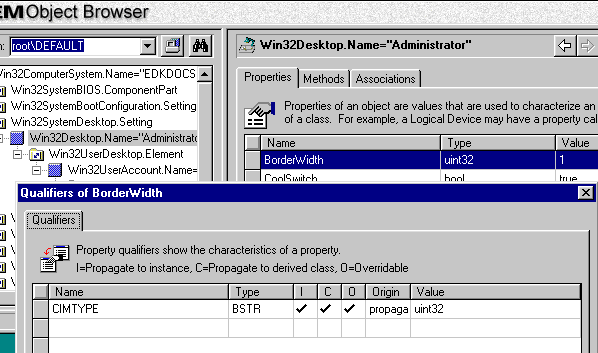 EM Object Browser
n: root\DEFAULT
Win32Desktop.Name="Administrator"
Win32ComputerSystem.Name="EDKDOCS
Win32SystemBIOS.ComponentPart
Win32SystemBootConfiguration.Setting
Win32SystemDesktop.Setting
Win32Desktop.Name="Administrato
Win32UserDesktop.Element
Win32UserAccount.Name=
Properties Methods Associations
Properties of an object are values that are used to characterize an
of a class. For example, a Logical Device may have a property cal
Name Type Value
BorderWidth uint32 1
CoolSwitch bool true
Qualifiers of BorderWidth
Qualifiers
Property qualifiers show the characteristics of a property.
I=Propagate to instance, C=Propagate to derived class, O=Overridable
Name Type I C O Origin Value
CIMTYPE BSTR ✓ ✓ ✓ propaga uint32